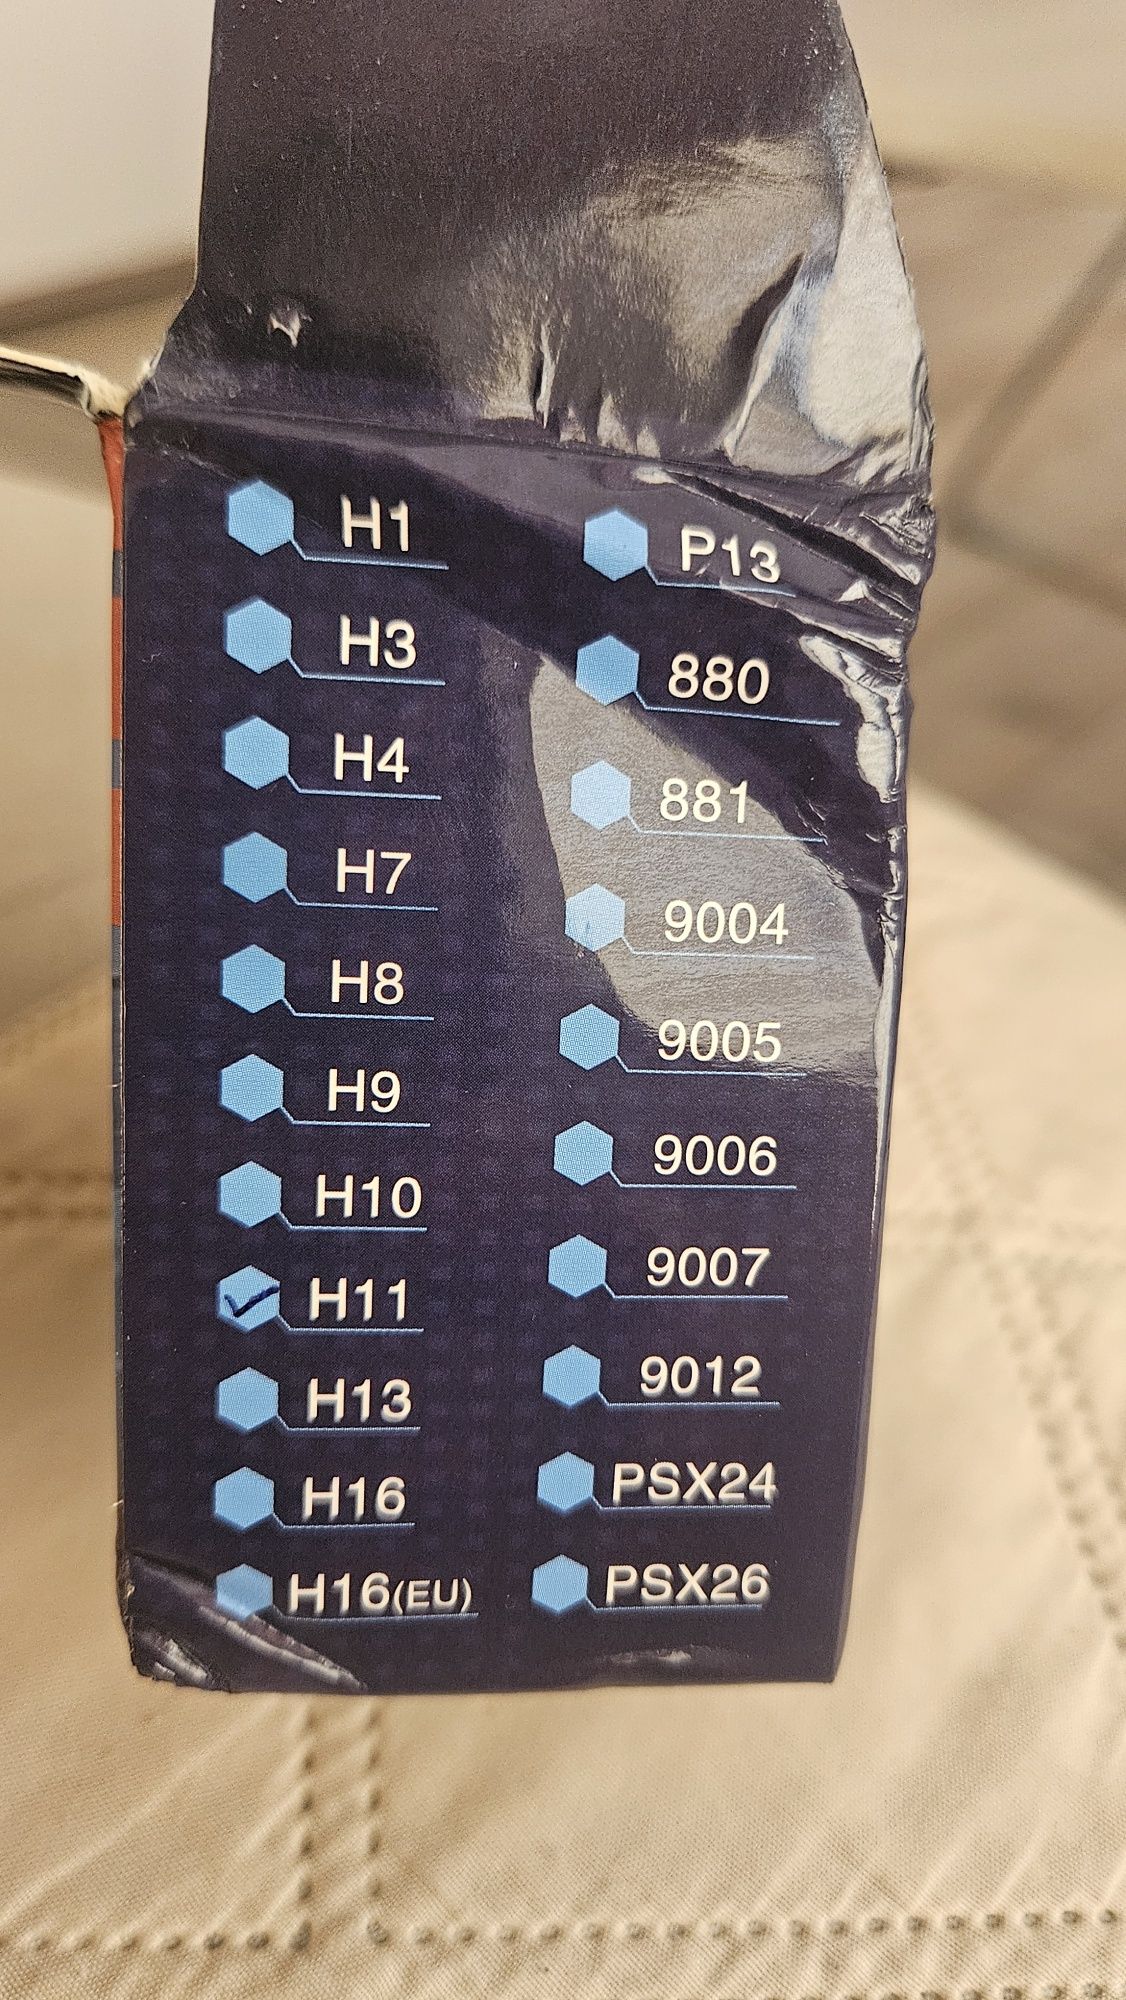 H1
H3
H4
H7
H8
H9
H10
H11
H13
H16
H16(EU)
P13
880
881
9004
9005
9006
9007
9012
PSX24
PSX26